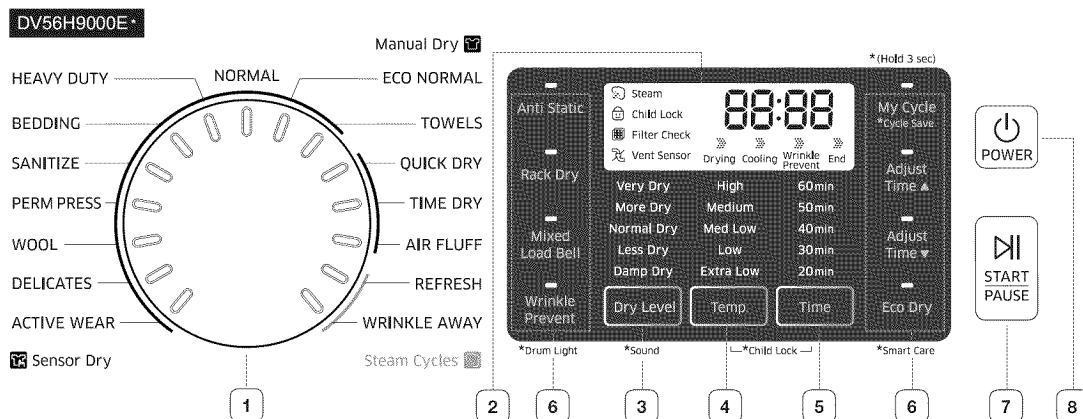 DV56H9000E*
Manual Dry
HEAVY DUTY
NORMAL
ECO NORMAL
BEDDING
TOWELS
SANITIZE
QUICK DRY
PERM PRESS
TIME DRY
WOOL
AIR FLUFF
DELICATES
REFRESH
ACTIVE WEAR
WRINKLE AWAY
Sensor Dry
Steam Cycles
*(Hold 3 sec)
Anti Static
Rack Dry
Mixed
Load Bell
Wrinkle
Prevent
Steam
Child Lock
Filter Check
Vent Sensor
88:88
Drying Cooling Wrinkle Prevent End
Very Dry High 60min
More Dry Medium 50min
Normal Dry Med Low 40min
Less Dry Low 30min
Damp Dry Extra Low 20min
Dry Level Temp Time
My Cycle
*Cycle Save
Adjust
Time ▲
Adjust
Time ▼
Eco Dry
*Drum Light *Sound *Child Lock *Smart Care
POWER
START
PAUSE
1 2 6 3 4 5 6 7 8